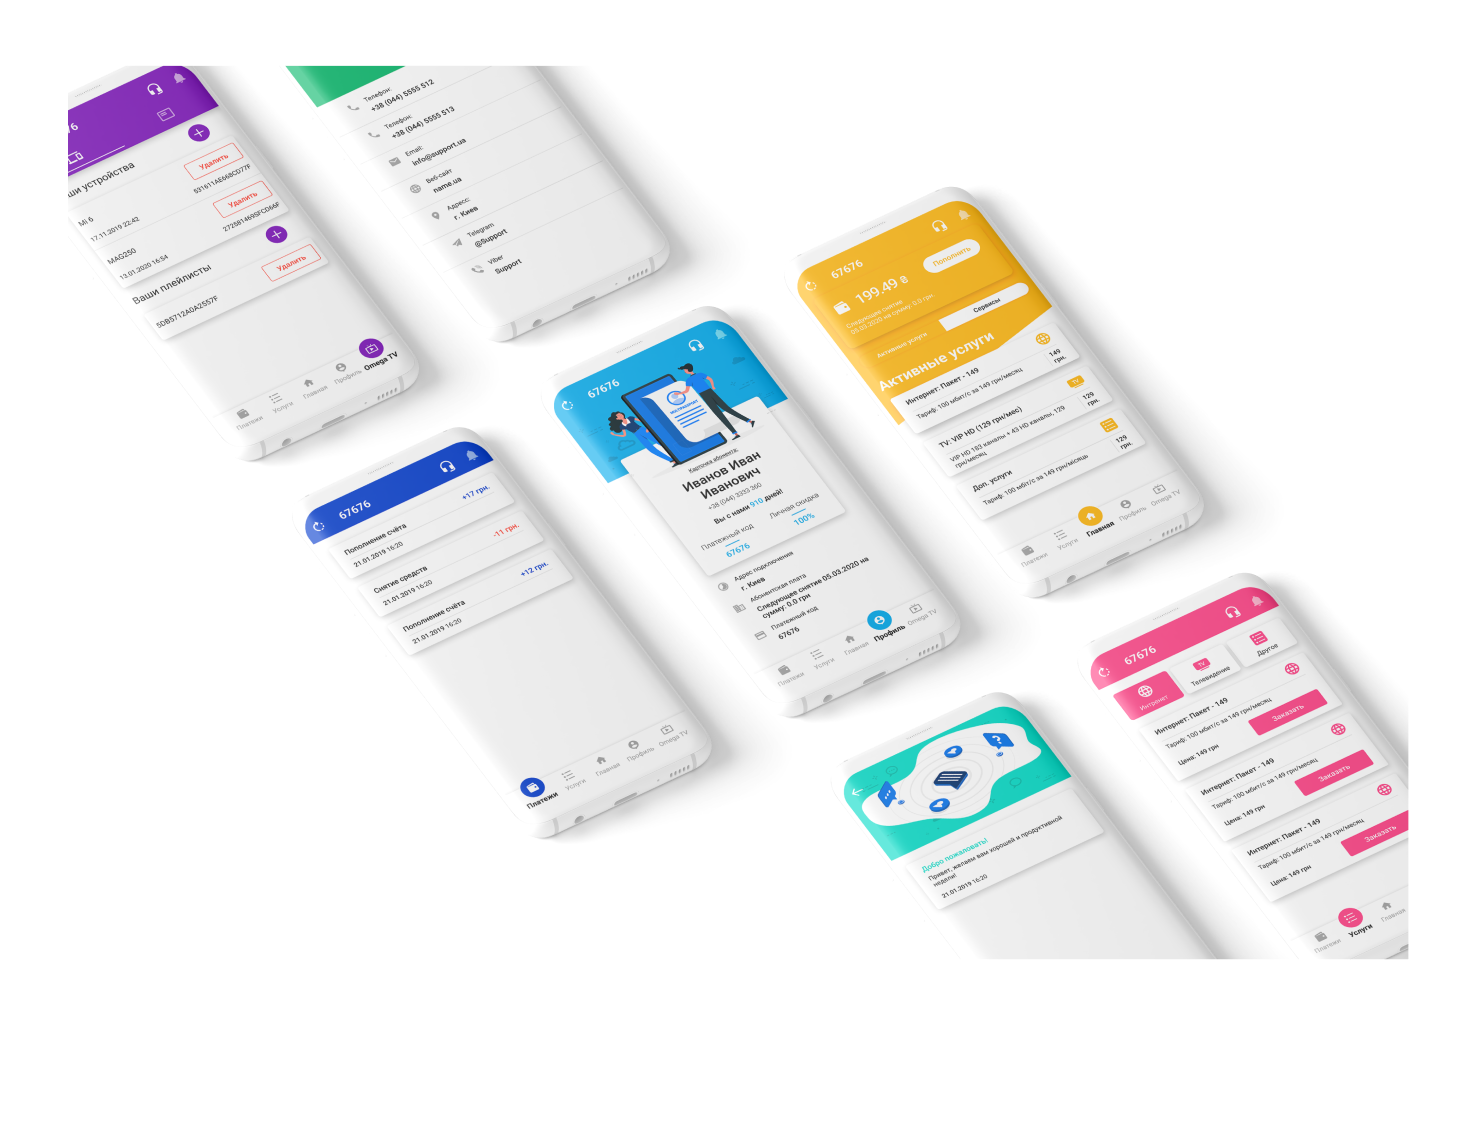 Ваши устройства
MI 6
Удалить
17.11.2019 22:42
531611AE668CD77F
MAG250
Удалить
13.01.2020 16:54
Ваши плейлисты
5DB5712A0A2557F
Удалить
Платежи
Услуги
Главная
Профиль
Omega TV
Телефон:
+38 (044) 5555 512
Телефон:
+38 (044) 5555 513
Email:
info@support.ua
Веб-сайт
name.ua
Адресс:
г. Киев
Telegram
@Support
Viber
Support
67676
Пополнение счёта
+17 грн.
21.01.2019 16:20
Снятие средств
-11 грн.
21.01.2019 16:20
Пополнение счёта
+12 грн.
21.01.2019 16:20
Платежи
Услуги
Главная
Профиль
Omega TV
67676
Карточка абонента:
Иванов Иван
Иванович
+38 (044) 3333 360
Вы с нами 910 дней!
Платежный код
67676
Личная скидка
100%
Адрес подключения
г. Киев
Абонентская плата
Следующее снятие 05.03.2020 на
сумму: 0.0 грн
Платежный код
67676
Платежи
Услуги
Главная
Профиль
Omega TV
67676
199.49 ₴
Пополнить
Следующее снятие
05.03.2020 на сумму: 0.0 грн
Активные услуги
Сервисы
Активные услуги
Интернет: Пакет - 149
Тариф: 100 мбит/с за 149 грн/месяц
149
грн.
TV: VIP HD (129 грн/мес)
TV
VIP HD 183 каналы + 43 HD каналы, 129
грн/месяц
129
грн.
Доп. услуги
Тариф: 100 мбит/с за 149 грн/месяць
129
грн.
Платежи
Услуги
Главная
Профиль
Omega TV
Добро пожаловать!
Привет, желаем вам хорошей и продуктивной
недели!
21.01.2019 16:20
67676
Интренет
TV
Телевидение
Другое
Интернет: Пакет - 149
Тариф: 100 мбит/с за 149 грн/месяц
Цена: 149 грн
Заказать
Интернет: Пакет - 149
Тариф: 100 мбит/с за 149 грн/месяц
Цена: 149 грн
Заказать
Интернет: Пакет - 149
Тариф: 100 мбит/с за 149 грн/месяц
Цена: 149 грн
Заказать
Платежи
Услуги
Главная